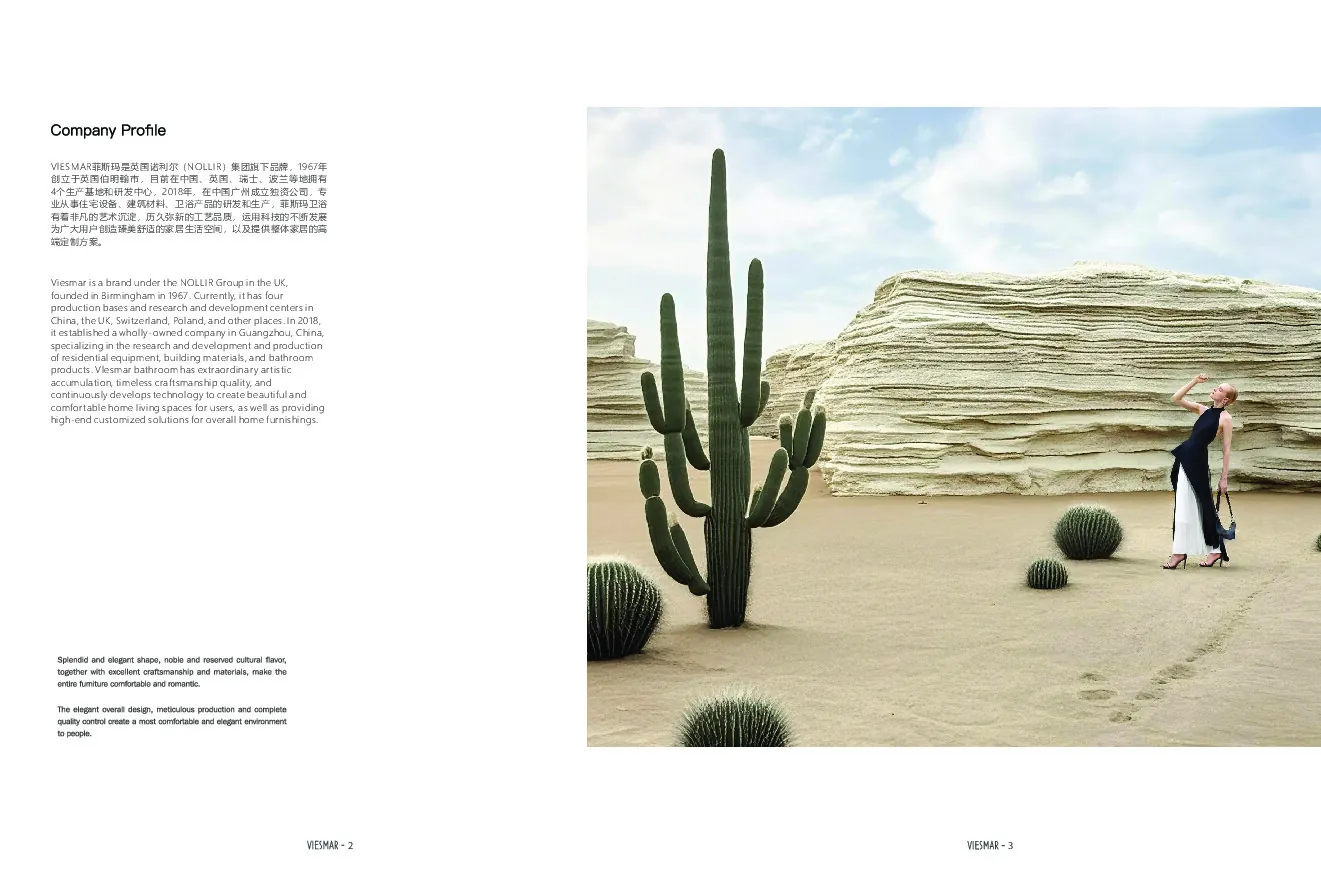 Company Profile
VIESMAR菲斯玛是英国诺利尔（NOLLIR）集团旗下品牌，1967年
创立于英国伯明翰市，目前在中国、英国、瑞士、波兰等地拥有
4个生产基地和研发中心，2018年，在中国广州成立独资公司，专
业从事住宅设备、建筑材料、卫浴产品的研发和生产，菲斯玛卫浴
有着非凡的艺术沉淀，历久弥新的工艺品质，运用科技的不断发展
为广大用户创造臻美舒适的家居生活空间，以及提供整体家居的高
端定制方案。
Viesmar is a brand under the NOLLIR Group in the UK,
founded in Birmingham in 1967. Currently, it has four
production bases and research and development centers in
China, the UK, Switzerland, Poland, and other places. In 2018,
it established a wholly-owned company in Guangzhou, China,
specializing in the research and development and production
of residential equipment, building materials, and bathroom
products. VIesmar bathroom has extraordinary artistic
accumulation, timeless craftsmanship quality, and
continuously develops technology to create beautiful and
comfortable home living spaces for users, as well as providing
high-end customized solutions for overall home furnishings.
Splendid and elegant shape, noble and reserved cultural flavor,
together with excellent craftsmanship and materials, make the
entire furniture comfortable and romantic.
The elegant overall design, meticulous production and complete
quality control create a most comfortable and elegant environment
to people.
VIESMAR - 2
VIESMAR - 3